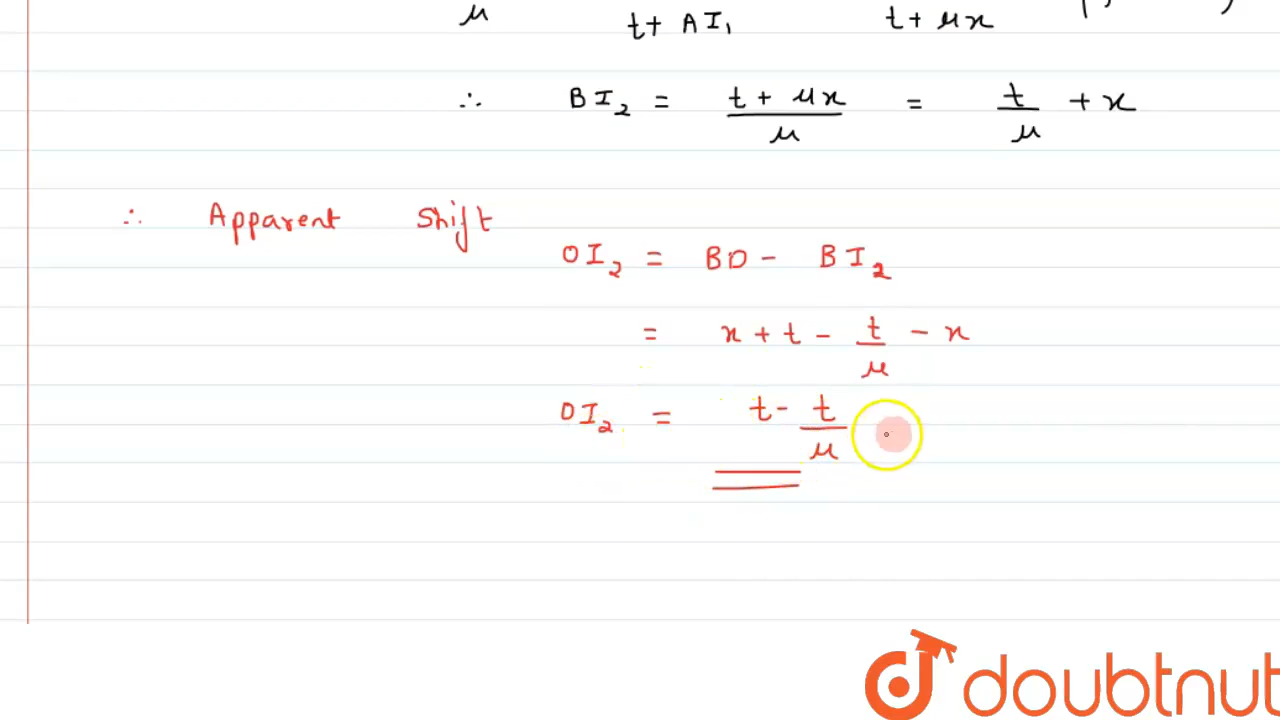 μ t + AI₁ t + μx
∴ BI₂ = (t + μx)/μ = t/μ + x
∴ Apparent Shift
OI₂ = BO - BI₂
= x + t - t/μ - x
OI₂ = t - t/μ
doubtnut